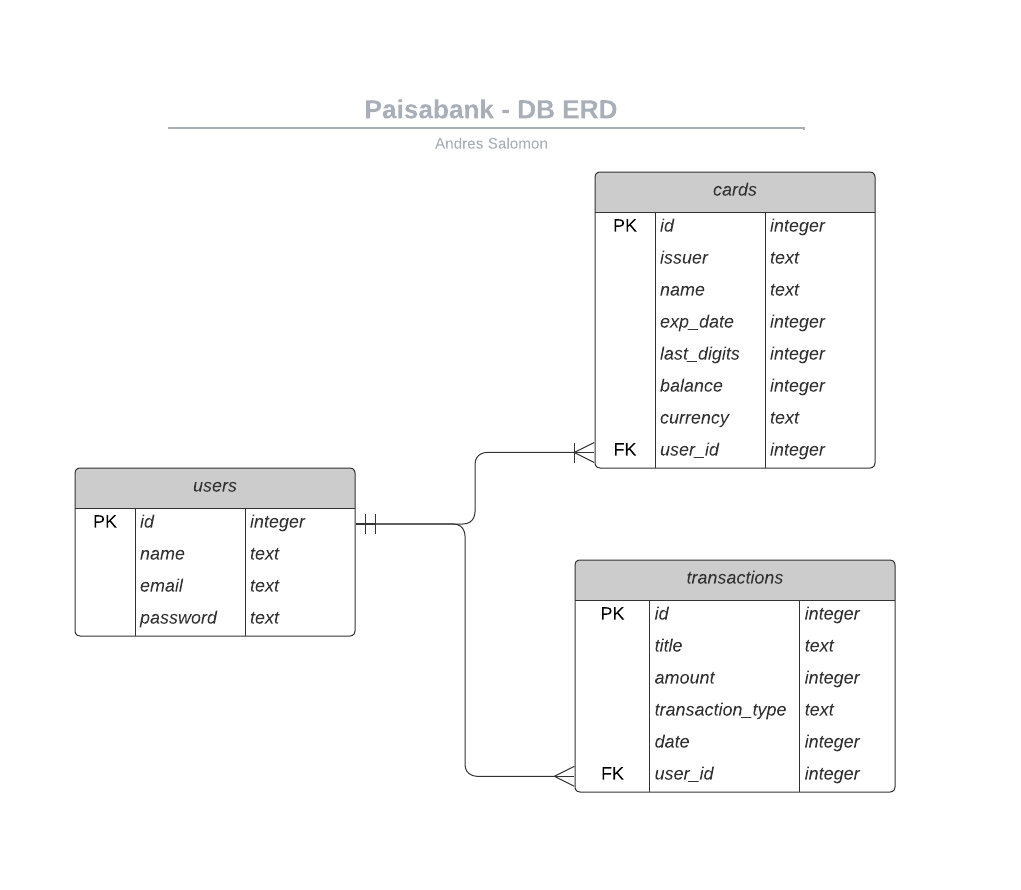 Paisabank - DB ERD
Andres Salomon
cards
PK id integer
issuer text
name text
exp_date integer
last_digits integer
balance integer
currency text
FK user_id integer
users
PK id integer
name text
email text
password text
transactions
PK id integer
title text
amount integer
transaction_type text
date integer
FK user_id integer